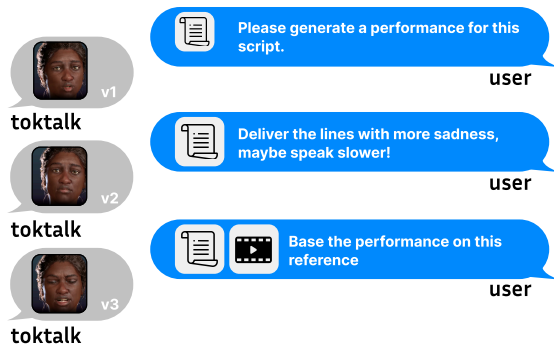 Please generate a performance for this
script.
user
v1
toktalk
Deliver the lines with more sadness,
maybe speak slower!
user
v2
toktalk
Base the performance on this
reference
user
v3
toktalk